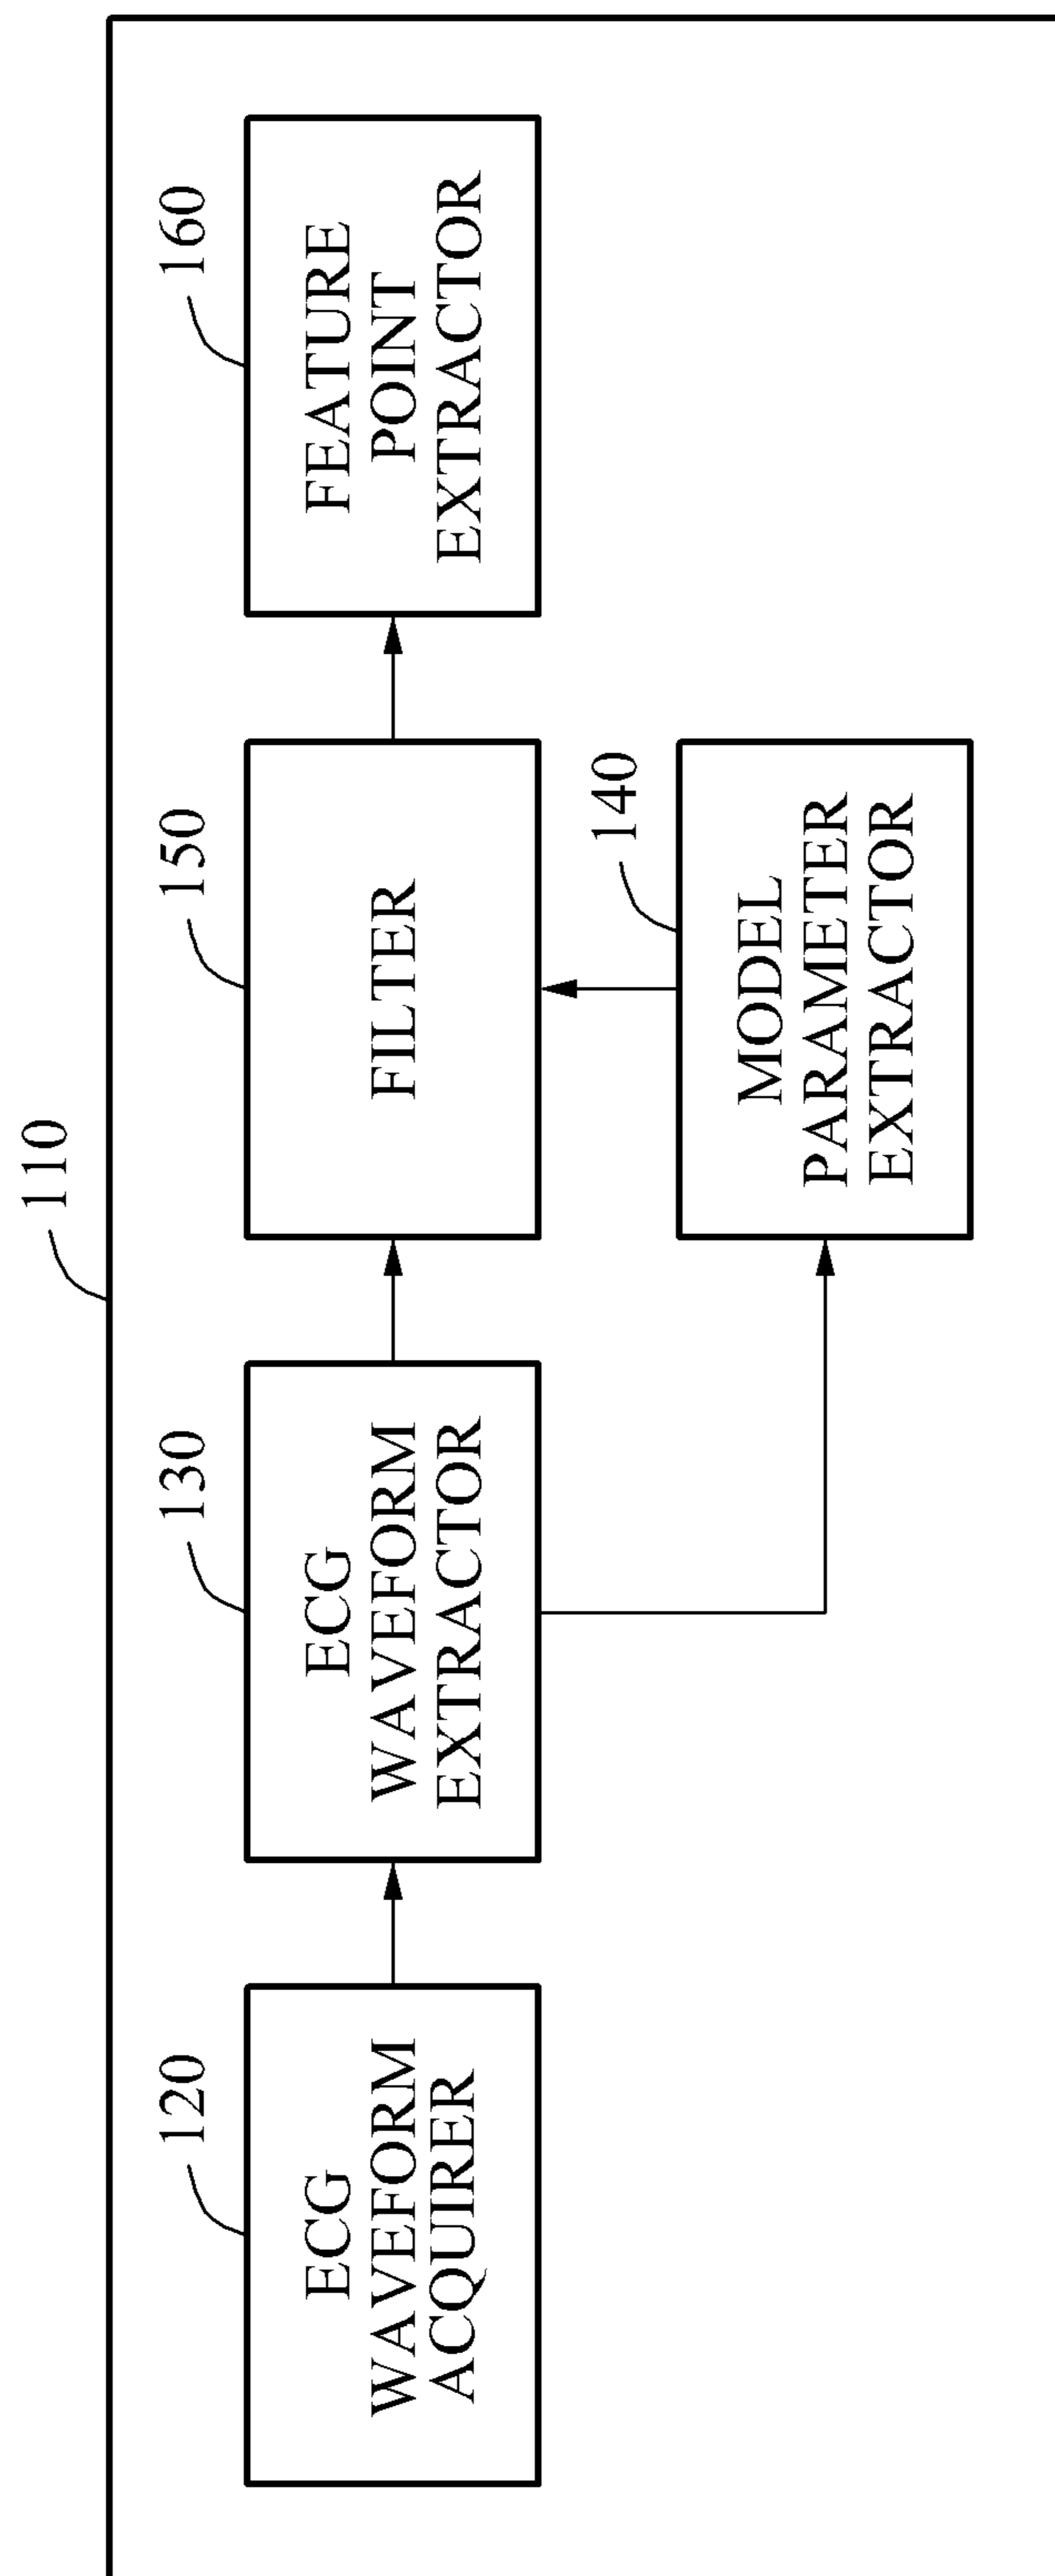 110
120
ECG
WAVEFORM
ACQUIRER
130
ECG
WAVEFORM
EXTRACTOR
150
FILTER
160
FEATURE
POINT
EXTRACTOR
140
MODEL
PARAMETER
EXTRACTOR